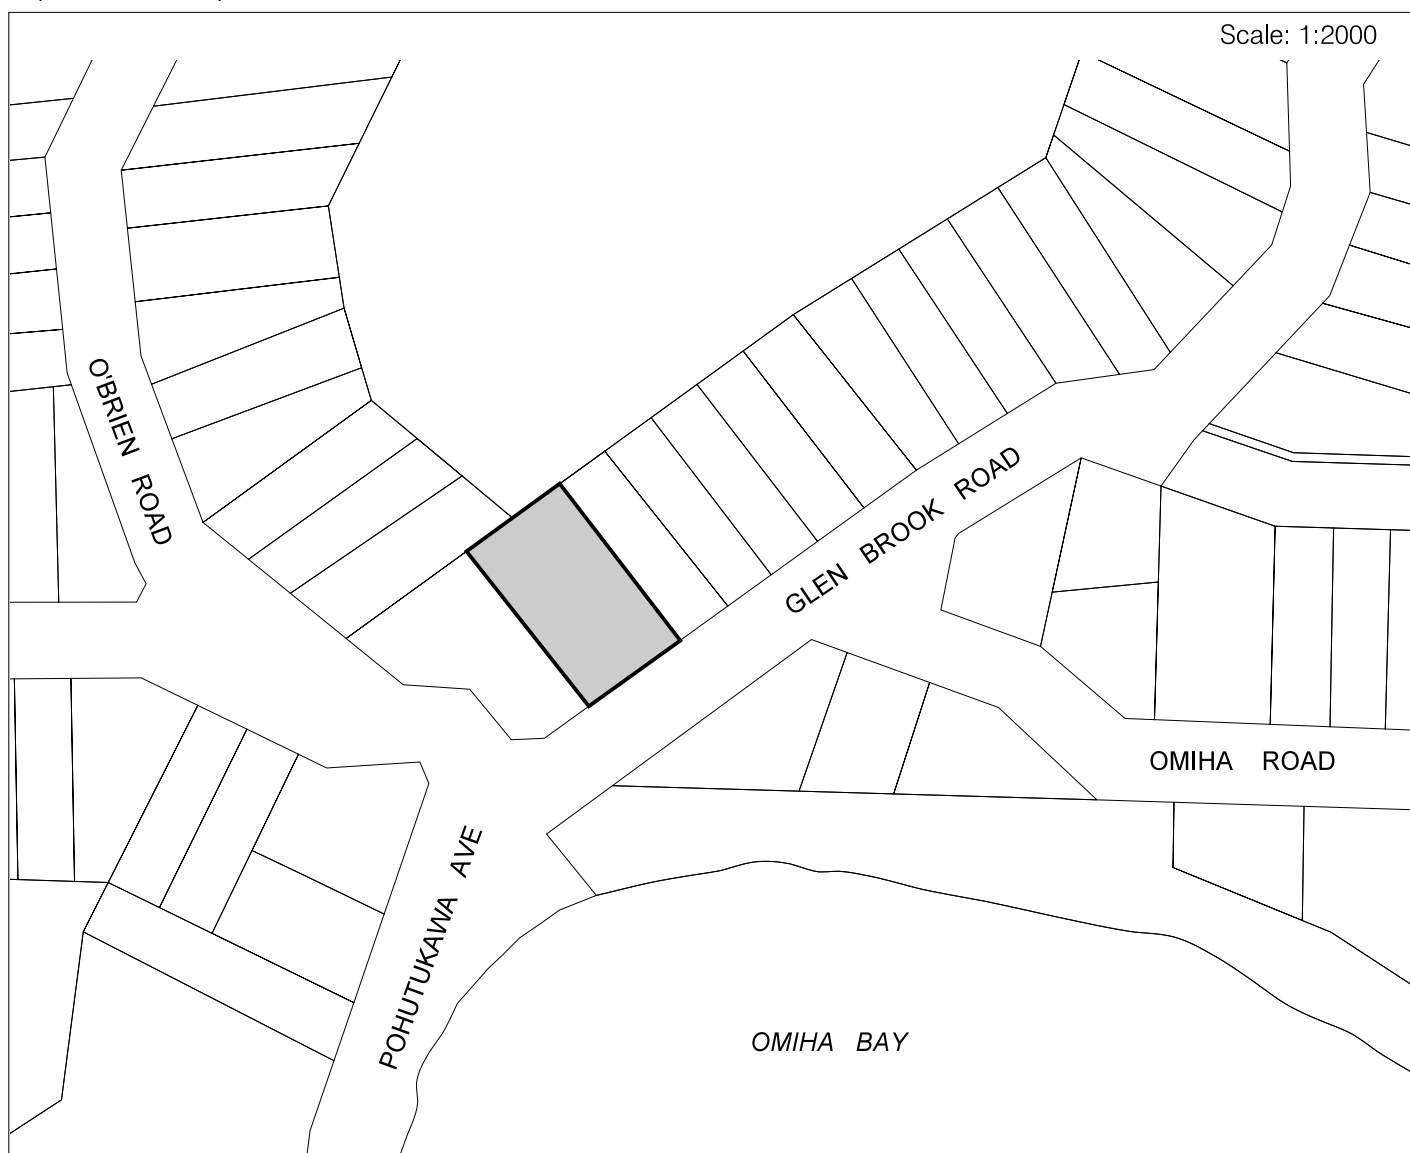 Scale: 1:2000
O'BRIEN ROAD
GLEN BROOK ROAD
OMIHA ROAD
POHUTUKAWA AVE
OMIHA BAY